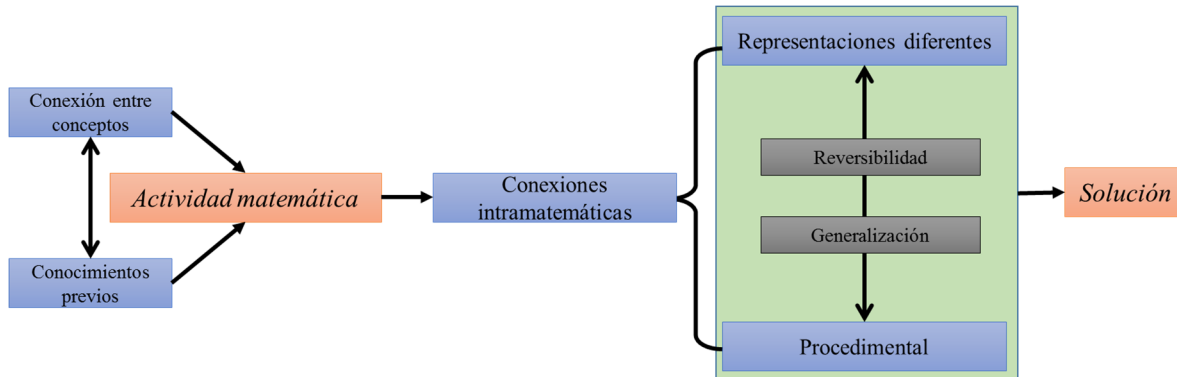 Conexión entre
conceptos
Conocimientos
previos
Actividad matemática
Conexiones
intramatemáticas
Representaciones diferentes
Reversibilidad
Generalización
Procedimental
Solución